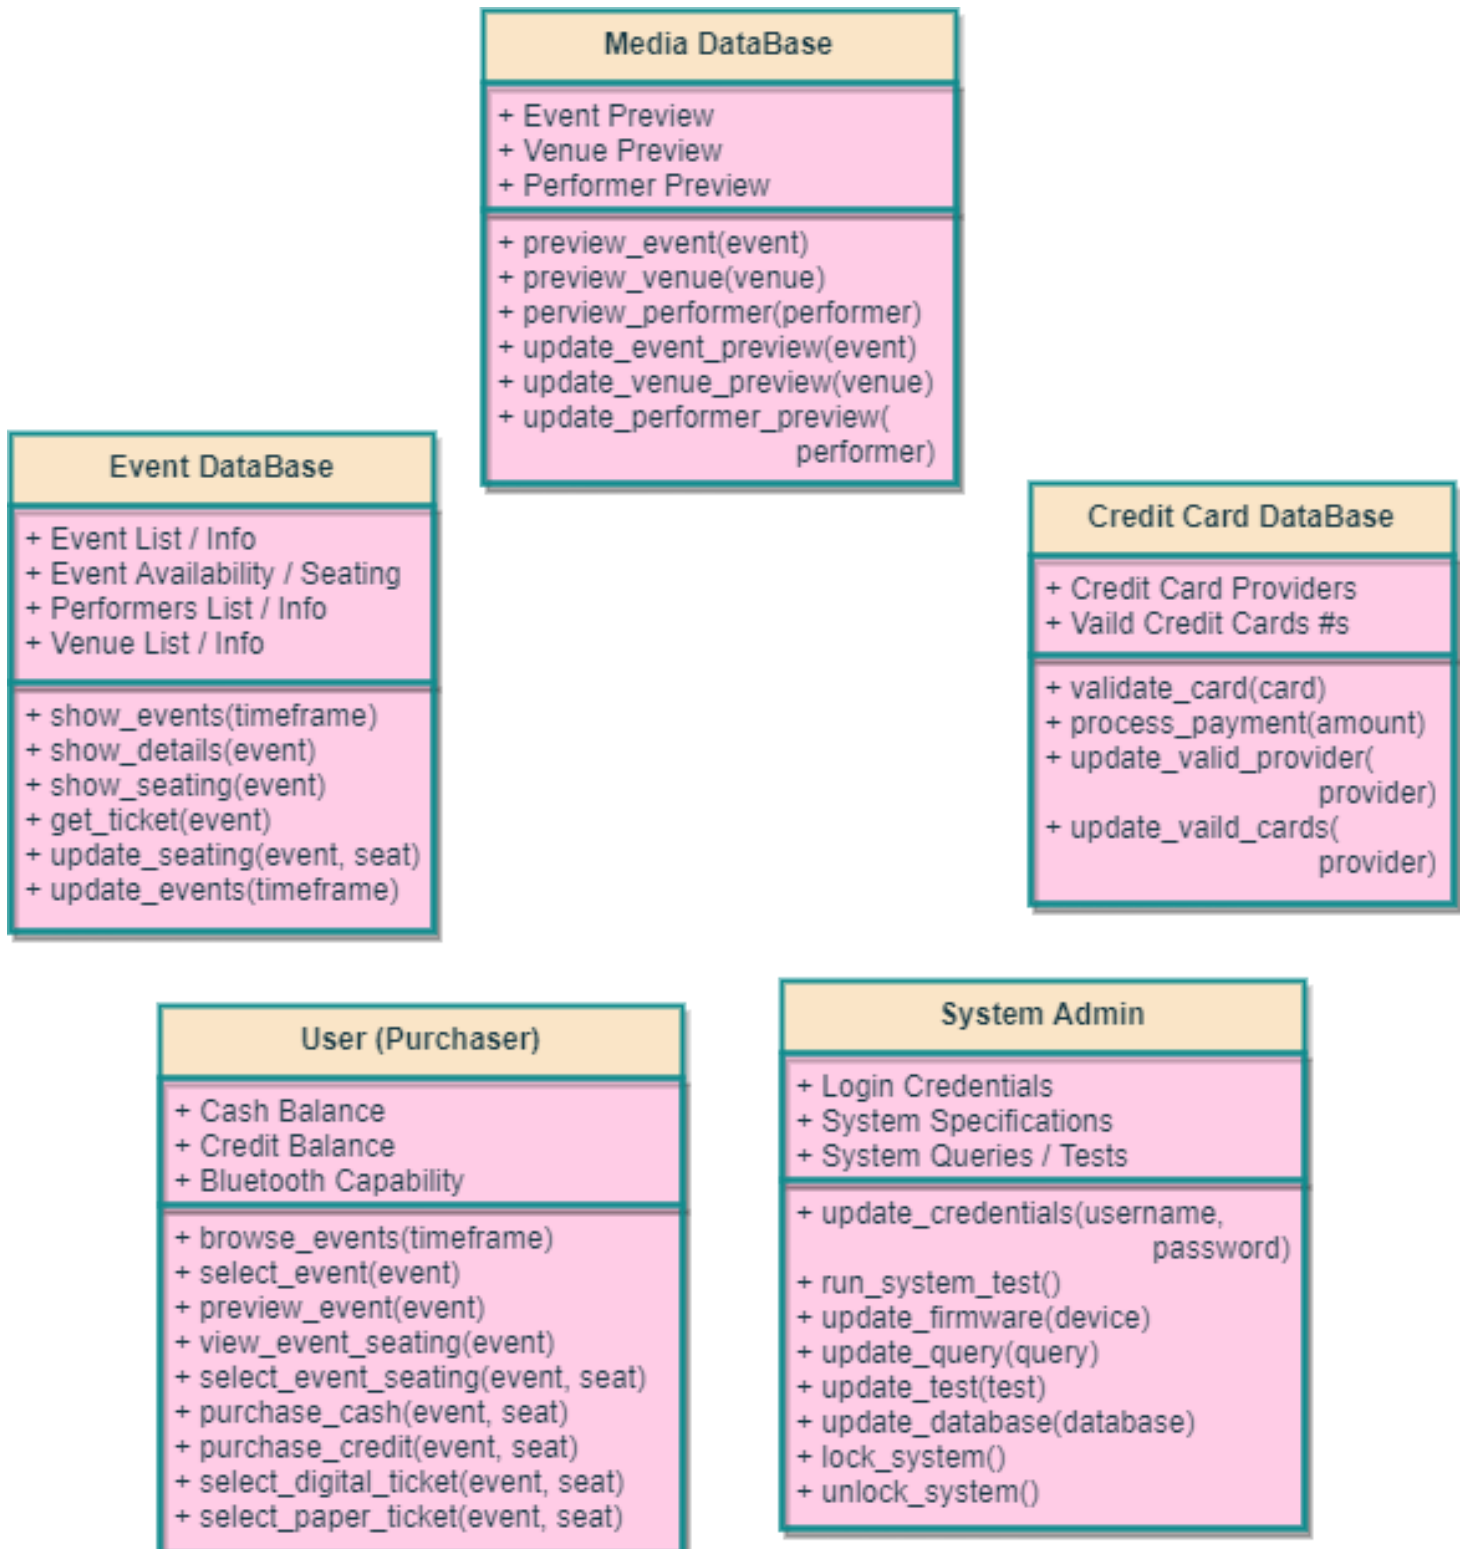 Media DataBase
+ Event Preview
+ Venue Preview
+ Performer Preview
+ preview_event(event)
+ preview_venue(venue)
+ perview_performer(performer)
+ update_event_preview(event)
+ update_venue_preview(venue)
+ update_performer_preview(
performer)
Event DataBase
+ Event List / Info
+ Event Availability / Seating
+ Performers List / Info
+ Venue List / Info
+ show_events(timeframe)
+ show_details(event)
+ show_seating(event)
+ get_ticket(event)
+ update_seating(event, seat)
+ update_events(timeframe)
Credit Card DataBase
+ Credit Card Providers
+ Vaild Credit Cards #s
+ validate_card(card)
+ process_payment(amount)
+ update_valid_provider(
provider)
+ update_vaild_cards(
provider)
User (Purchaser)
+ Cash Balance
+ Credit Balance
+ Bluetooth Capability
+ browse_events(timeframe)
+ select_event(event)
+ preview_event(event)
+ view_event_seating(event)
+ select_event_seating(event, seat)
+ purchase_cash(event, seat)
+ purchase_credit(event, seat)
+ select_digital_ticket(event, seat)
+ select_paper_ticket(event, seat)
System Admin
+ Login Credentials
+ System Specifications
+ System Queries / Tests
+ update_credentials(username,
password)
+ run_system_test()
+ update_firmware(device)
+ update_query(query)
+ update_test(test)
+ update_database(database)
+ lock_system()
+ unlock_system()